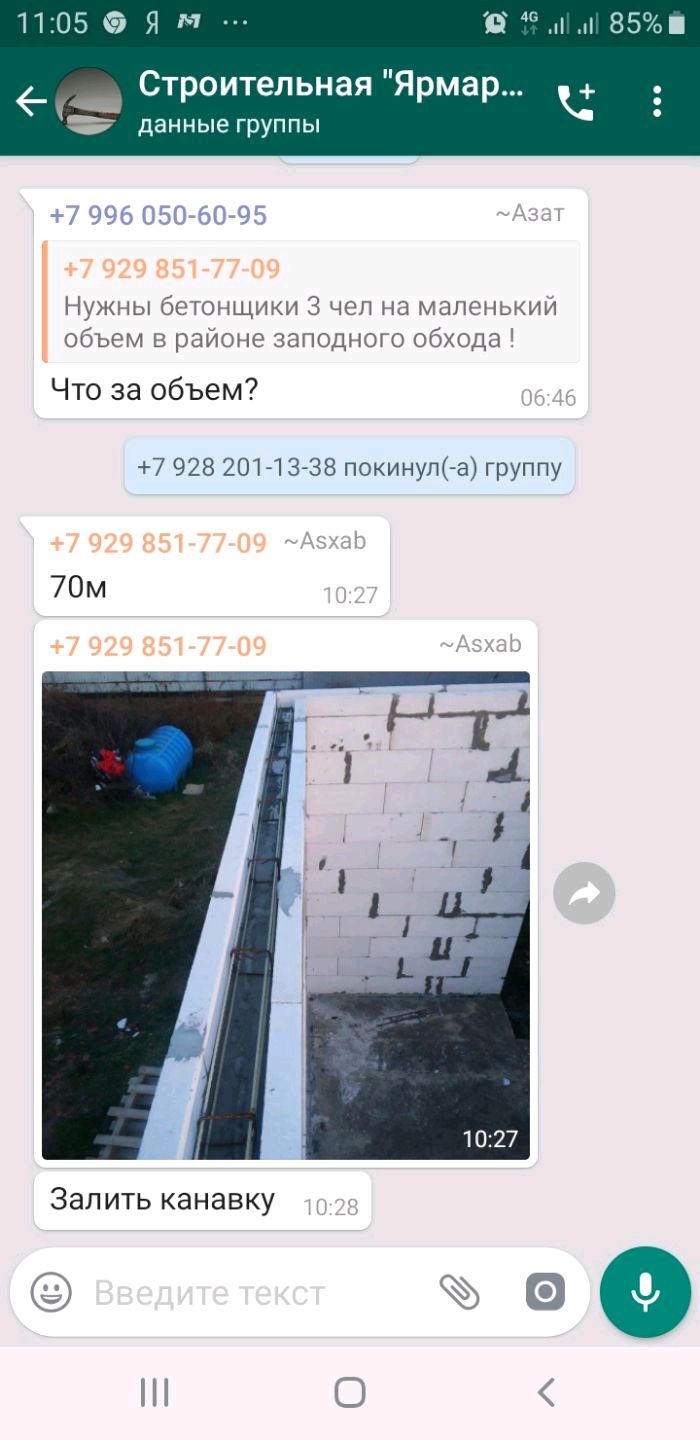 11:05 Я ... 4G 85%
Строительная "Ярмар...
данные группы
+7 996 050-60-95 ~Азат
+7 929 851-77-09
Нужны бетонщики 3 чел на маленький
объем в районе заподного обхода !
Что за объем? 06:46
+7 928 201-13-38 покинул(-а) группу
+7 929 851-77-09 ~Asxab
70м 10:27
+7 929 851-77-09 ~Asxab
10:27
Залить канавку 10:28
Введите текст